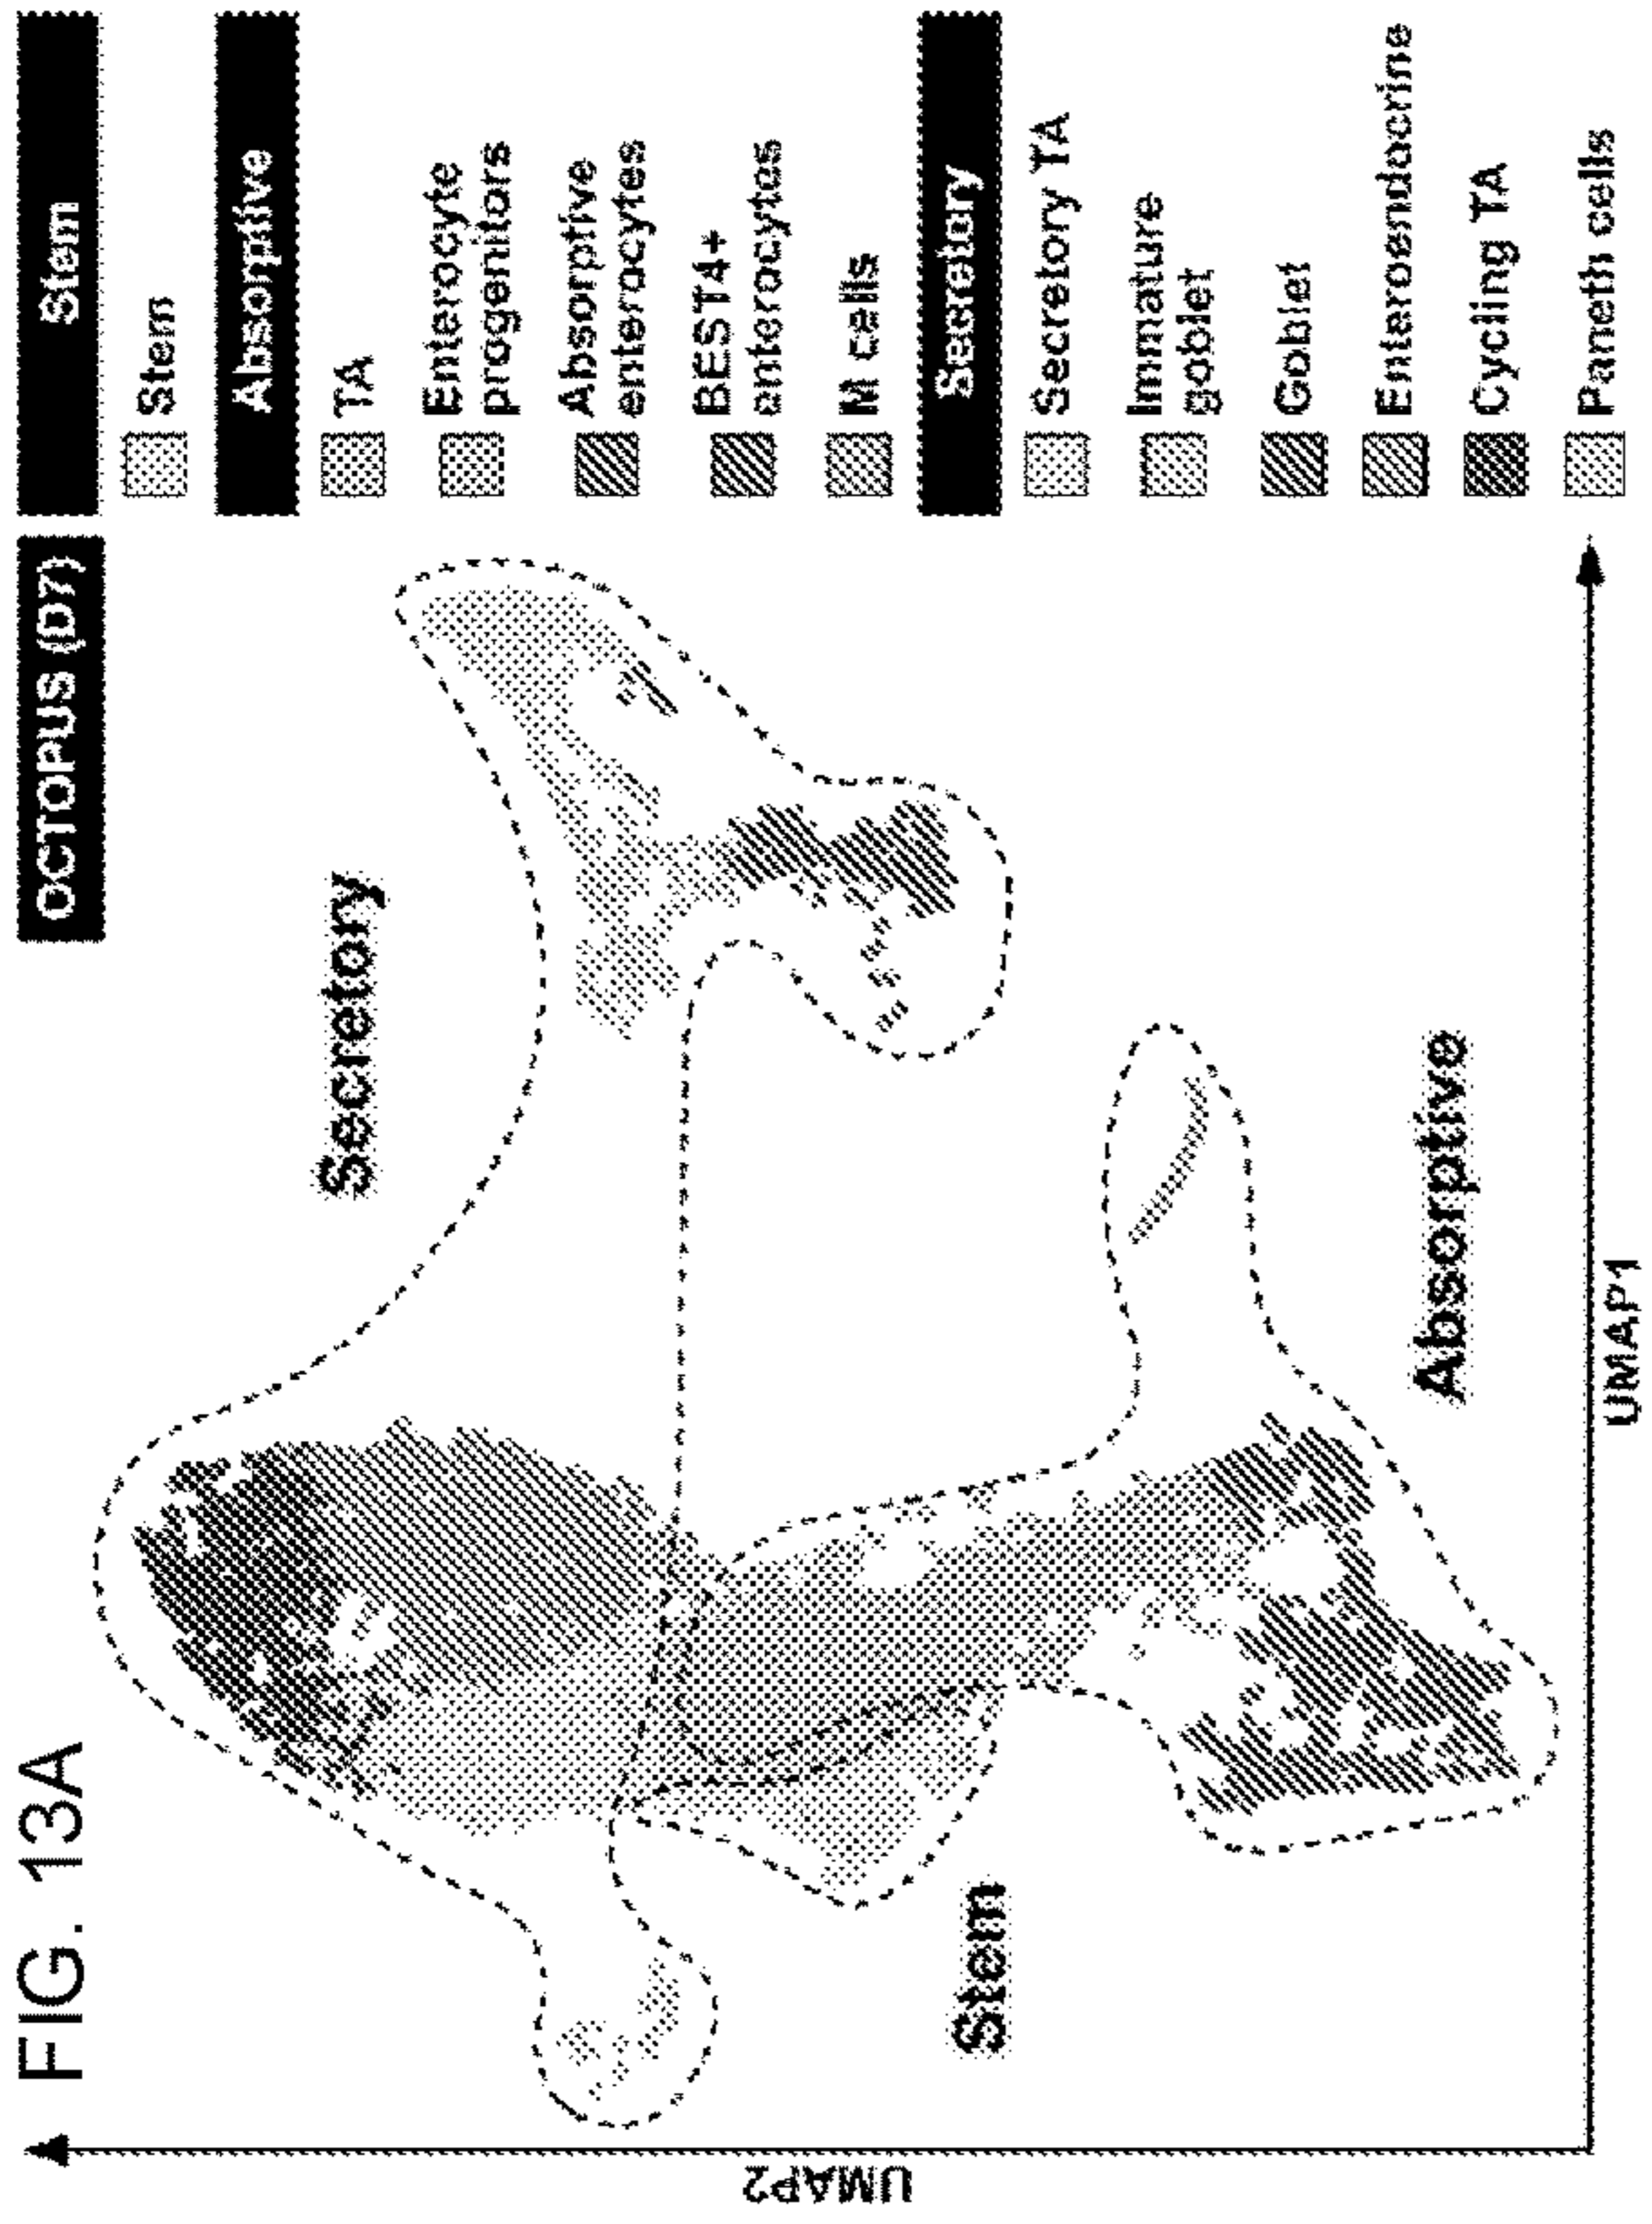 FIG. 13A
OCTOPUS (D7)
Stem
Stem
Absorptive
TA
Enterocyte
progenitors
Absorptive
enterocytes
BEST4+
enterocytes
M cells
Secretory
Secretory TA
Immature
goblet
Goblet
Enteroendocrine
Cycling TA
Paneth cells
Secretory
Stem
Absorptive
UMAP2
UMAP1